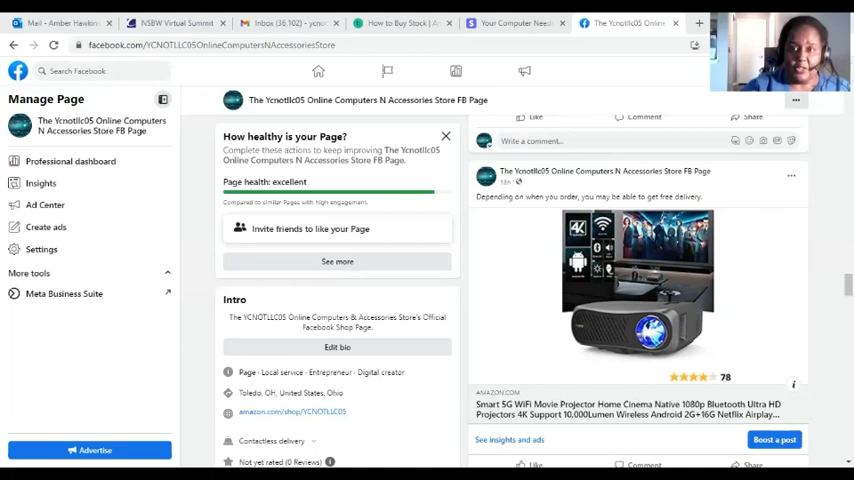 Mail - Amber Hawkins
NSBW Virtual Summit
Inbox (36,102) - ycnot
How to Buy Stock | A
Your Computer Need
The Ycnotllc05 Online
facebook.com/YCNOTLLC05OnlineComputersNAccessoriesStore
Search Facebook
Manage Page
The Ycnotllc05 Online Computers
N Accessories Store FB Page
Professional dashboard
Insights
Ad Center
Create ads
Settings
More tools
Meta Business Suite
Advertise
The Ycnotllc05 Online Computers N Accessories Store FB Page
How healthy is your Page?
Complete these actions to keep improving The Ycnotllc05
Online Computers N Accessories Store FB Page.
Page health: excellent
Compared to similar Pages with high engagement.
Invite friends to like your Page
See more
Intro
The YCNOTLLC05 Online Computers & Accessories Store's Official
Facebook Shop Page.
Edit bio
Page · Local service · Entrepreneur · Digital creator
Toledo, OH, United States, Ohio
amazon.com/shop/YCNOTLLC05
Contactless delivery
Not yet rated (0 Reviews)
Like Comment Share
Write a comment...
The Ycnotllc05 Online Computers N Accessories Store FB Page
18h
Depending on when you order, you may be able to get free delivery.
4K
78
AMAZON.COM
Smart 5G WiFi Movie Projector Home Cinema Native 1080p Bluetooth Ultra HD
Projectors 4K Support 10,000Lumen Wireless Android 2G+16G Netflix Airplay...
See insights and ads
Boost a post
Like Comment Share